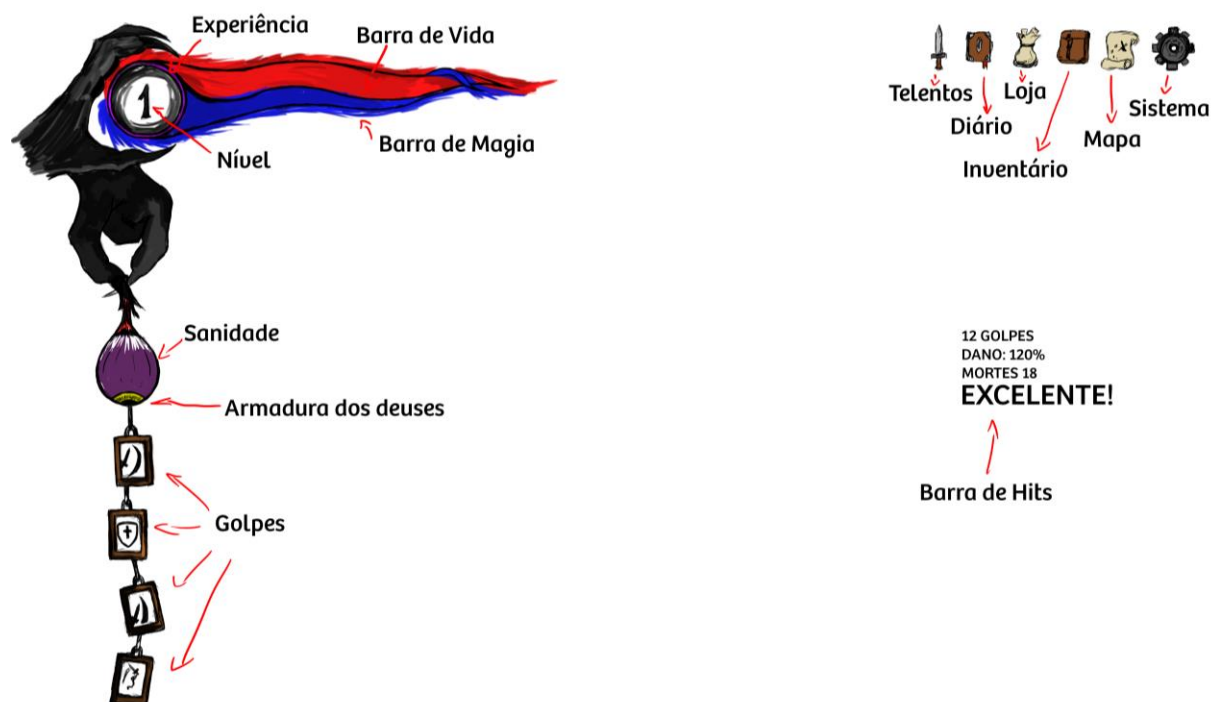 Experiência
Barra de Vida
1
Nível
Barra de Magia
Telentos
Diário
Loja
Inventário
Mapa
Sistema
Sanidade
Armadura dos deuses
Golpes
12 GOLPES
DANO: 120%
MORTES 18
EXCELENTE!
Barra de Hits